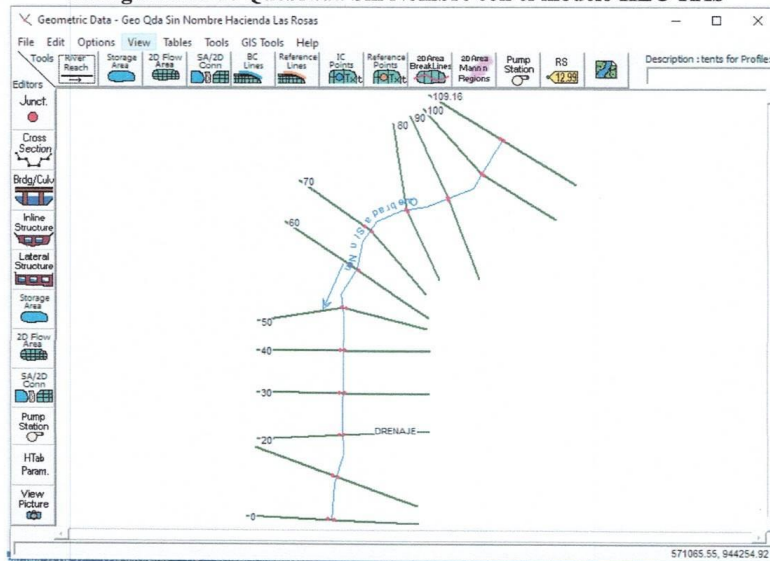 Geometric Data - Geo Qda Sin Nombre Hacienda Las Rosas
File Edit Options View Tables Tools GIS Tools Help
Tools
River Reach
Storage Area
2D Flow Area
SA/2D Conn
BC Lines
Reference Lines
IC Points
Reference Points
2D Area BreakLines
2D Area Mann n Regions
Pump Station
RS
12.99
Description :
Editors
Junct.
Cross Section
Brdg/Culv
Inline Structure
Lateral Structure
Storage Area
2D Flow Area
SA/2D Conn
Pump Station
HTab Param.
View Picture
109.16
100
90
80
70
60
50
40
30
20
DRENAJE
0
571065.55, 944254.92